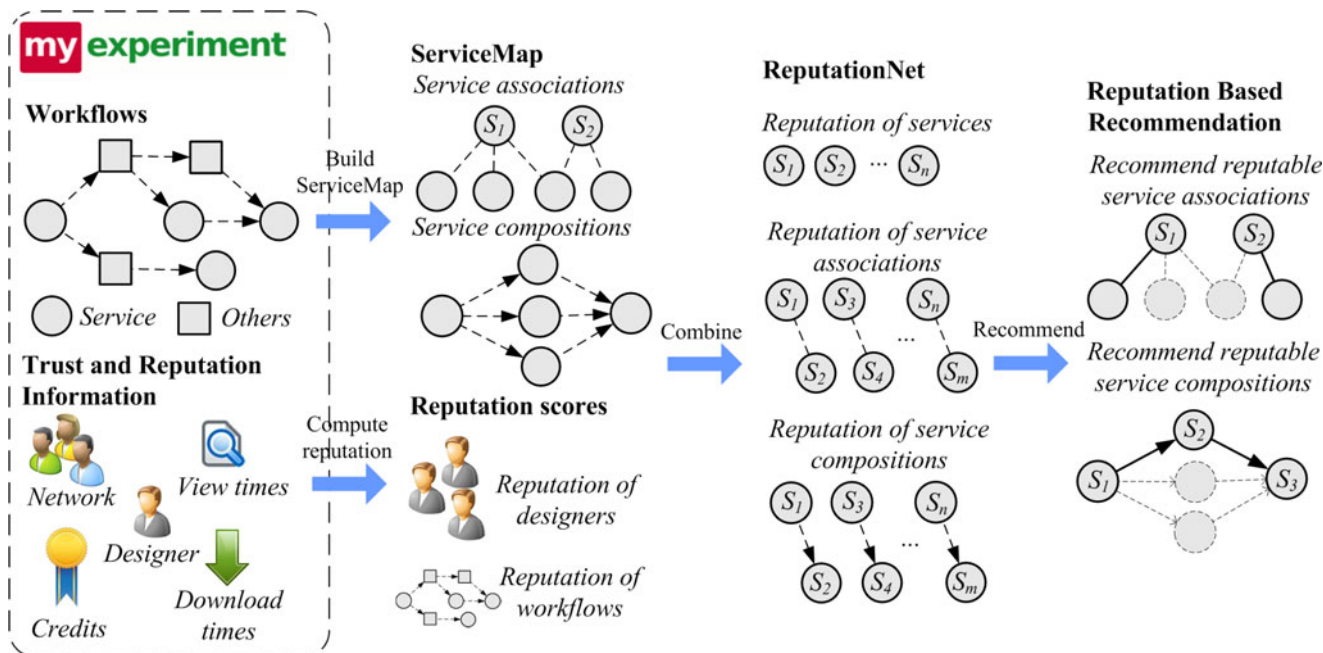 my experiment
Workflows
Service
Others
Trust and Reputation
Information
Network
View times
Designer
Credits
Download
times
Build
ServiceMap
Compute
reputation
ServiceMap
Service associations
S1
S2
Service compositions
Reputation scores
Reputation of
designers
Reputation of
workflows
Combine
ReputationNet
Reputation of services
S1 S2 ... Sn
Reputation of service
associations
S1 S3 Sn
...
S2 S4 Sm
Reputation of service
compositions
S1 S3 Sn
...
S2 S4 Sm
Recommend
Reputation Based
Recommendation
Recommend reputable
service associations
S1 S2
Recommend reputable
service compositions
S2
S1 S3